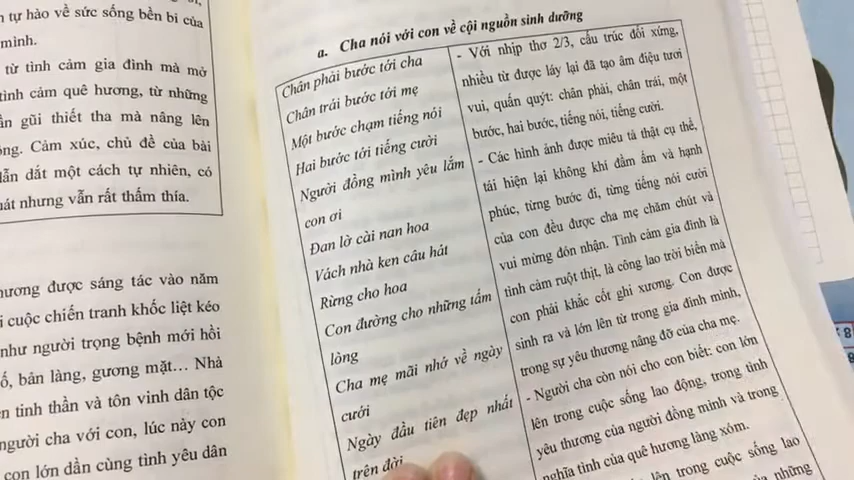 tự hào về sức sống bền bỉ của
mình.
từ tình cảm gia đình mà mở
tình cảm quê hương, từ những
gũi thiết tha mà nâng lên
Cảm xúc, chủ đề của bài
dẫn dắt một cách tự nhiên, có
nhưng vẫn rất thấm thía.
được sáng tác vào năm
cuộc chiến tranh khốc liệt kéo
như người trọng bệnh mới hồi
bản làng, gương mặt... Nhà
tinh thần và tôn vinh dân tộc
người cha với con, lúc này con
con lớn dần cùng tình yêu dân
a. Cha nói với con về cội nguồn sinh dưỡng
Chân phải bước tới cha
Chân trái bước tới mẹ
Một bước chạm tiếng nói
Hai bước tới tiếng cười
Người đồng mình yêu lắm
con ơi
Đan lờ cài nan hoa
Vách nhà ken câu hát
Rừng cho hoa
Con đường cho những tấm
lòng
Cha mẹ mãi nhớ về ngày
cưới
Ngày đầu tiên đẹp nhất
trên đời
- Với nhịp thơ 2/3, cấu trúc đối xứng,
nhiều từ được láy lại đã tạo âm điệu tươi
vui, quấn quýt: chân phải, chân trái, một
bước, hai bước, tiếng nói, tiếng cười.
- Các hình ảnh được miêu tả thật cụ thể,
tái hiện lại không khí đầm ấm và hạnh
phúc, từng bước đi, từng tiếng nói cười
của con đều được cha mẹ chăm chút và
vui mừng đón nhận. Tình cảm gia đình là
tình cảm ruột thịt, là công lao trời biển mà
con phải khắc cốt ghi xương. Con được
sinh ra và lớn lên từ trong gia đình mình,
trong sự yêu thương nâng đỡ của cha mẹ.
- Người cha còn nói cho con biết: con lớn
lên trong cuộc sống lao động, trong tình
yêu thương của người đồng mình và trong
nghĩa tình của quê hương làng xóm.
lên trong cuộc sống lao
những